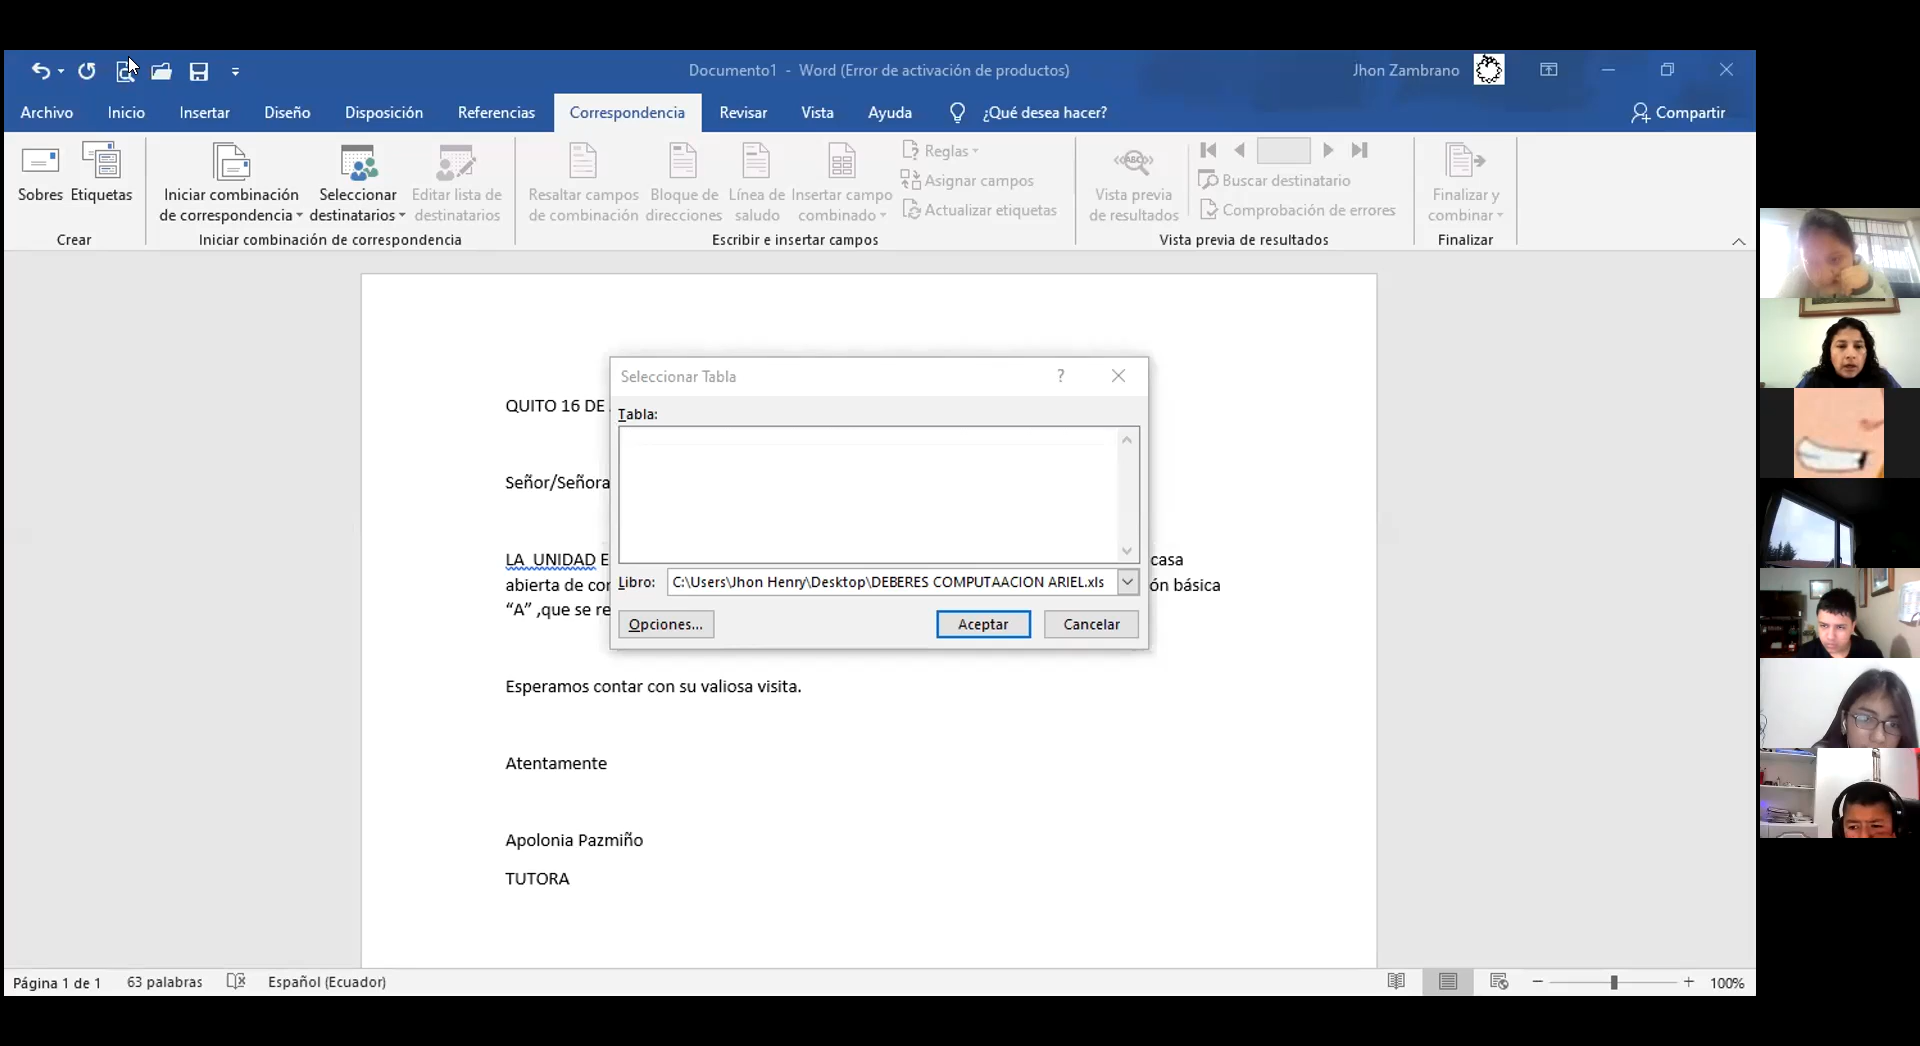 Documento1 - Word (Error de activación de productos)
Jhon Zambrano
Archivo Inicio Insertar Diseño Disposición Referencias Correspondencia Revisar Vista Ayuda ¿Qué desea hacer? Compartir
Sobres Etiquetas
Crear
Iniciar combinación
de correspondencia
Seleccionar
destinatarios
Editar lista de
destinatarios
Iniciar combinación de correspondencia
Resaltar campos
de combinación
Bloque de
direcciones
Línea de
saludo
Insertar campo
combinado
Reglas
Asignar campos
Actualizar etiquetas
Escribir e insertar campos
ABC
Vista previa
de resultados
Buscar destinatario
Comprobación de errores
Vista previa de resultados
Finalizar y
combinar
Finalizar
QUITO 16 DE
Señor/Señora
LA UNIDAD E
casa
abierta de cor
ón básica
“A” ,que se re
Seleccionar Tabla ?
Tabla:
Libro: C:\Users\Jhon Henry\Desktop\DEBERES COMPUTAACION ARIEL.xls
Opciones... Aceptar Cancelar
Esperamos contar con su valiosa visita.
Atentamente
Apolonia Pazmiño
TUTORA
Página 1 de 1 63 palabras Español (Ecuador) 100%